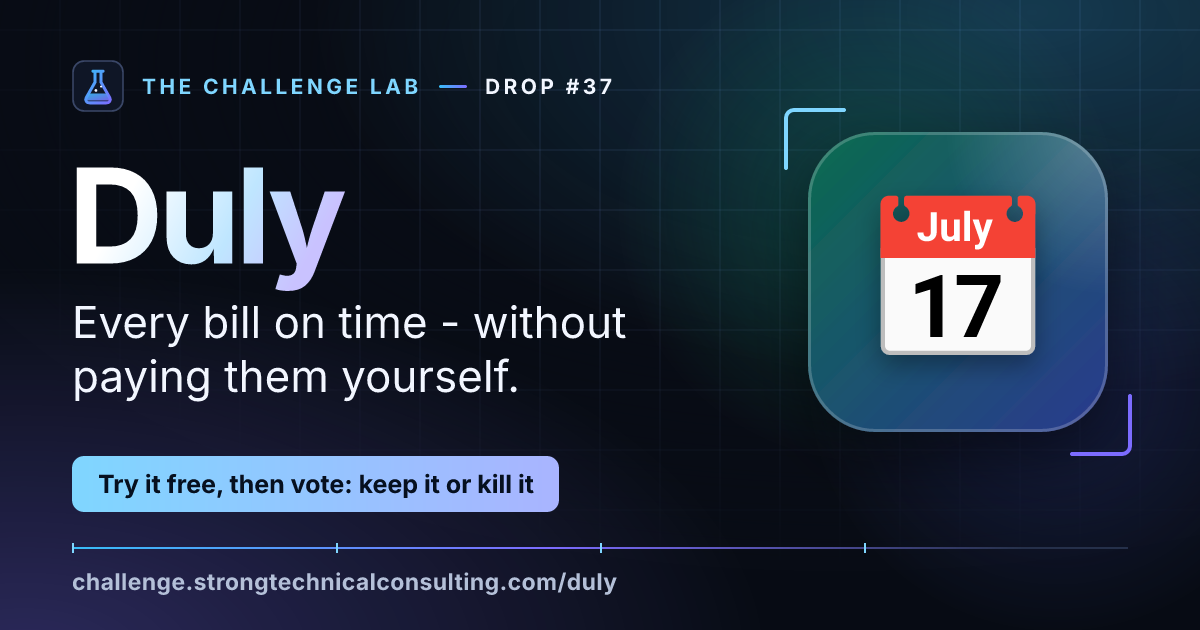 THE CHALLENGE LAB — DROP #37
Duly
Every bill on time - without
paying them yourself.
Try it free, then vote: keep it or kill it
challenge.strongtechnicalconsulting.com/duly
July
17